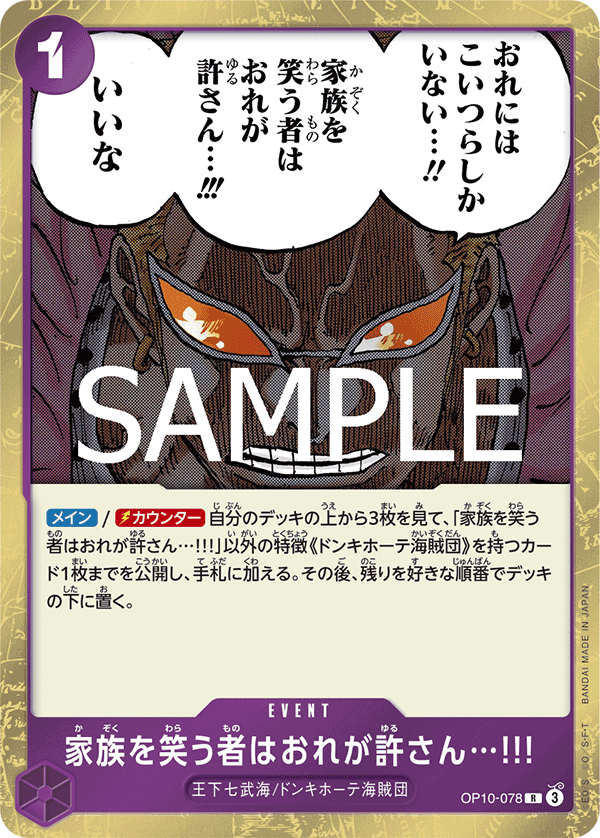 1
おれには
こいつらしか
いない…!!
家族を
笑う者は
おれが
許さん…!!!
いいな
SAMPLE
メイン / カウンター 自分のデッキの上から3枚を見て、「家族を笑う
者はおれが許さん…!!!」以外の特徴《ドンキホーテ海賊団》を持つカー
ド1枚までを公開し、手札に加える。その後、残りを好きな順番でデッキ
の下に置く。
EVENT
家族を笑う者はおれが許さん…!!!
王下七武海/ドンキホーテ海賊団
OP10-078 R 3
BANDAI MADE IN JAPAN